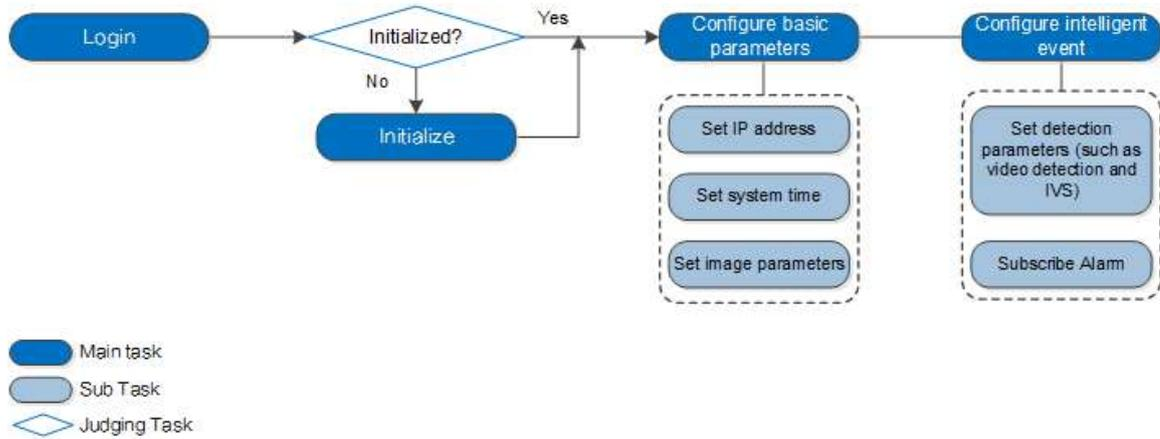 Login
Initialized?
Yes
No
Initialize
Configure basic
parameters
Set IP address
Set system time
Set image parameters
Configure intelligent
event
Set detection
parameters (such as
video detection and
IVS)
Subscribe Alarm
Main task
Sub Task
Judging Task